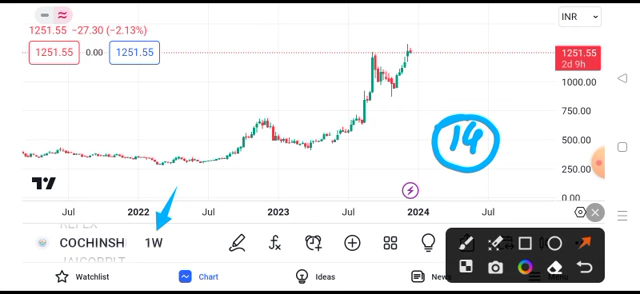 INR
1251.55 −27.30 (−2.13%)
1251.55 0.00 1251.55
1251.55
2d 9h
1000.00
750.00
500.00
250.00
0.00
14
Jul 2022 Jul 2023 Jul 2024 Jul
COCHINSH 1W
Watchlist Chart Ideas News